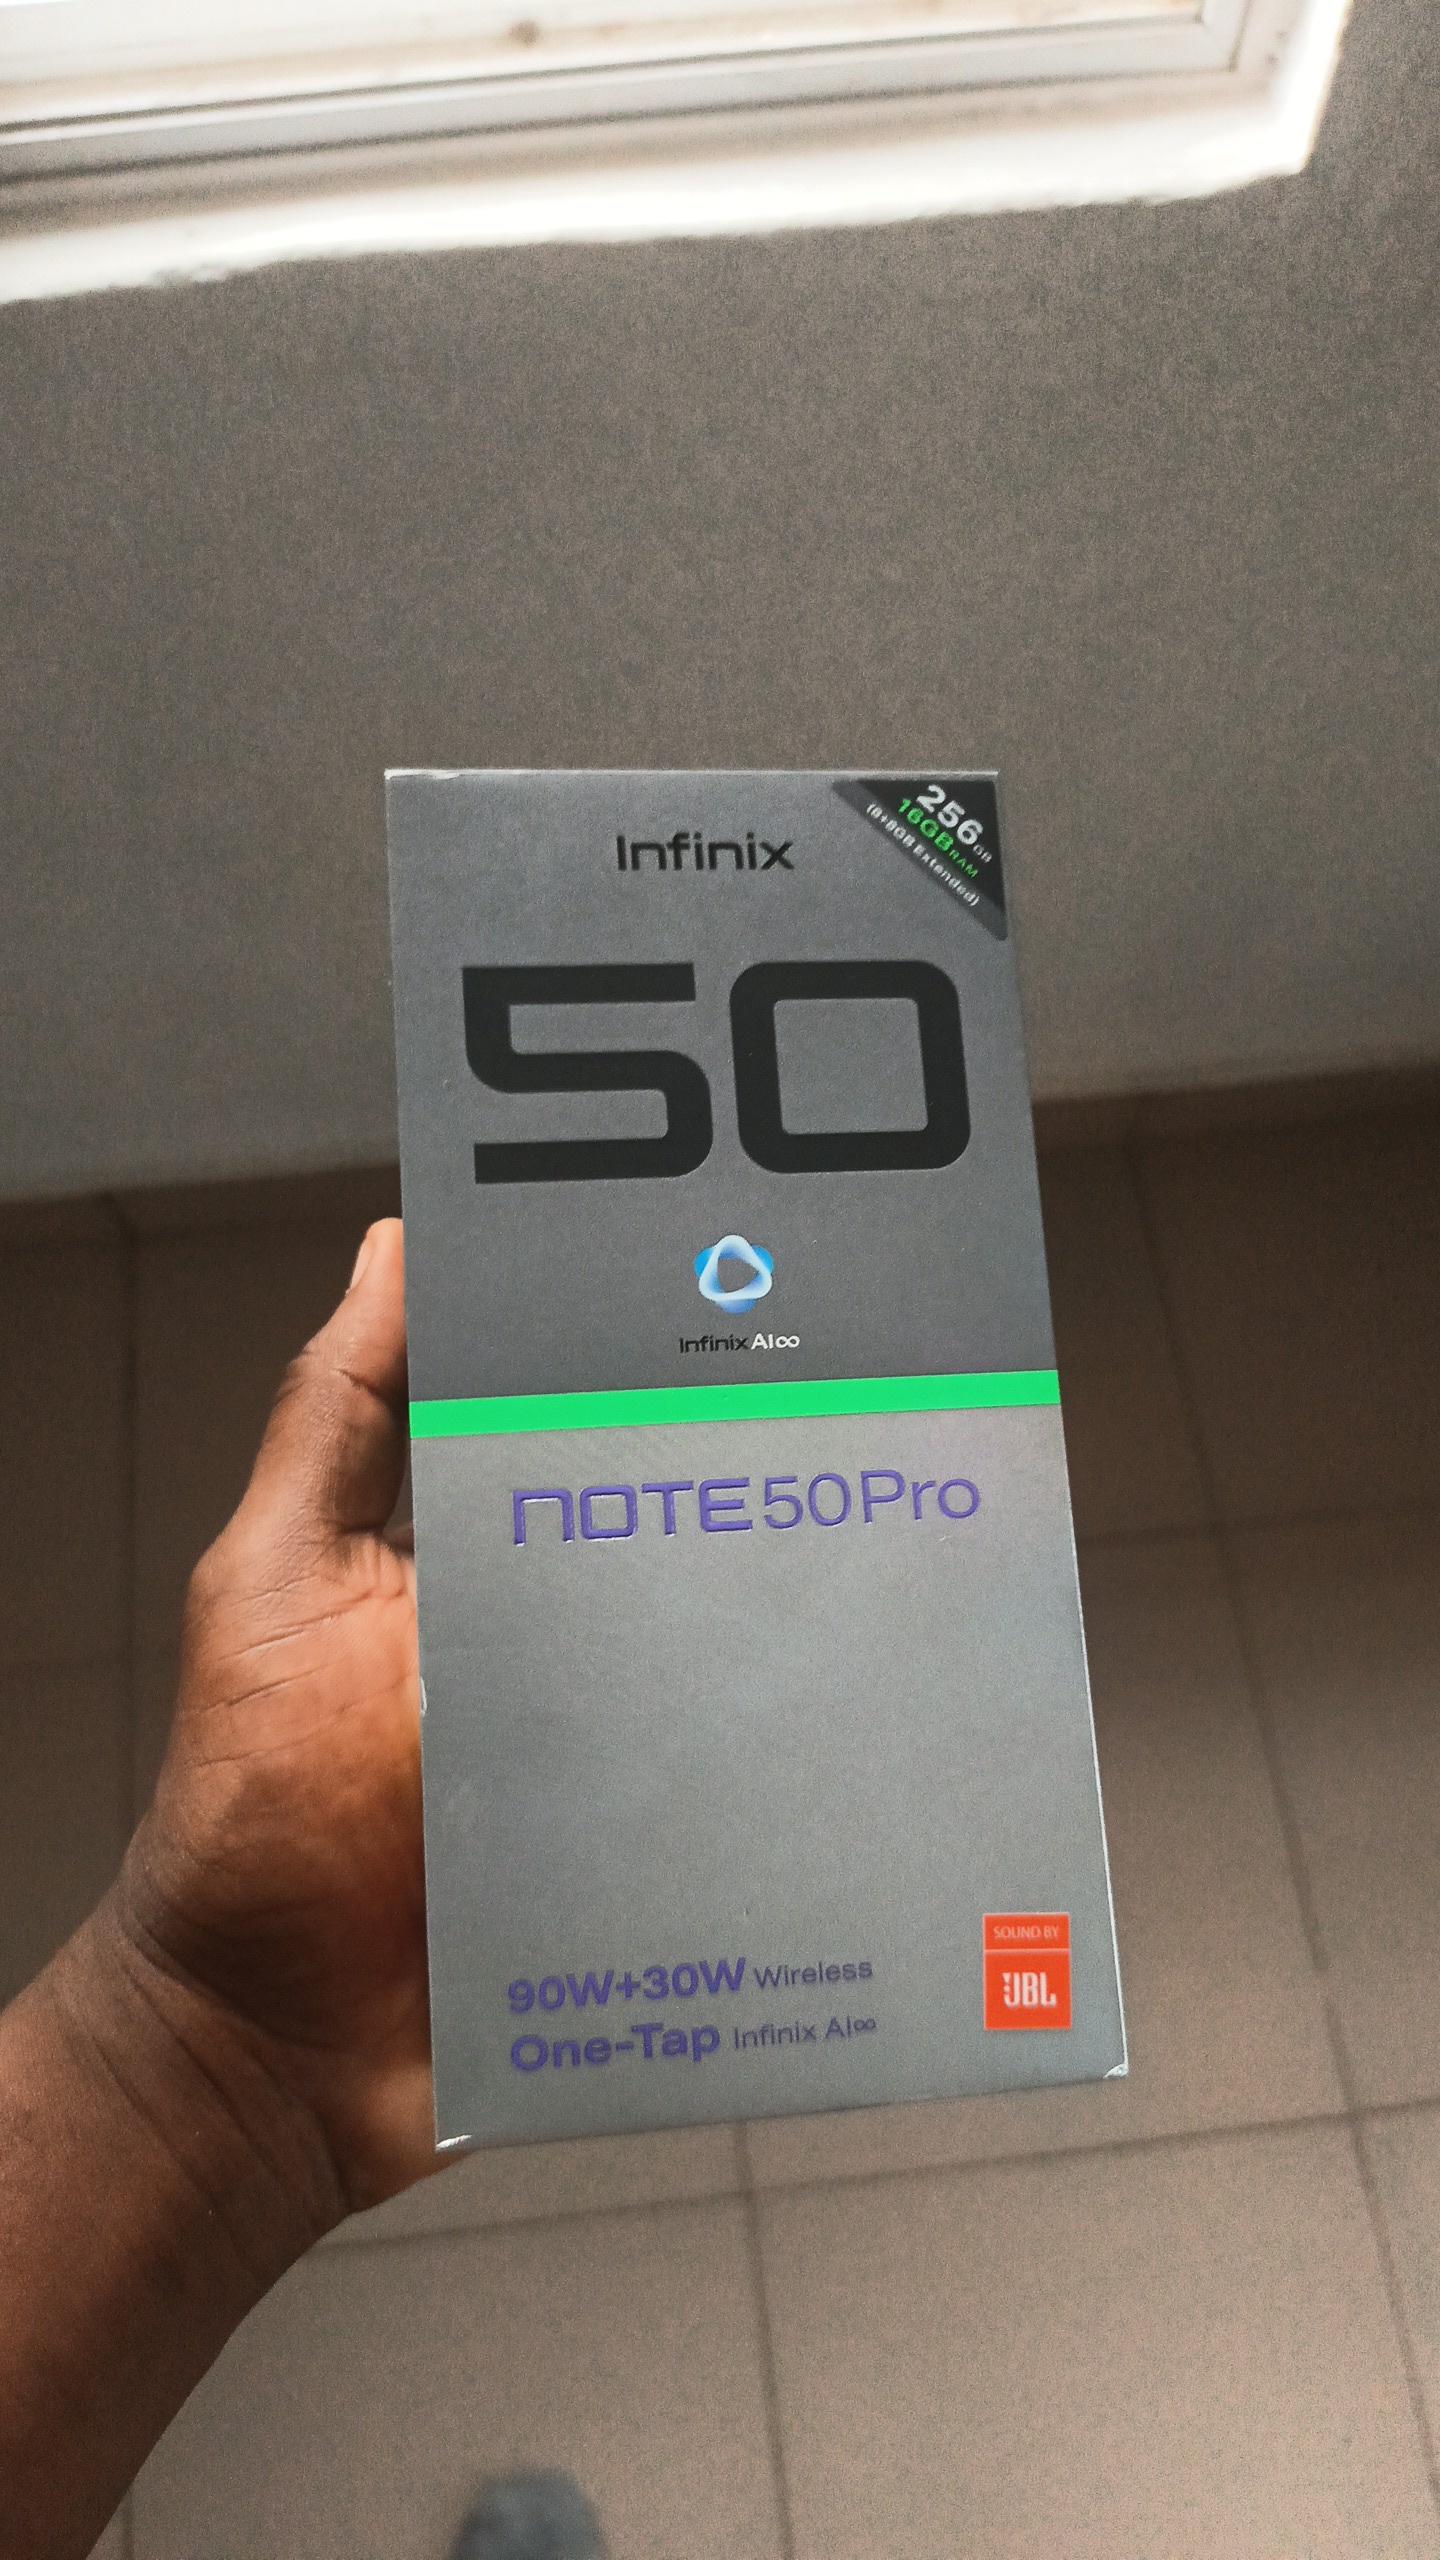 Infinix
256GB
16GB RAM
(8+8GB Extended)
50
Infinix AI∞
NOTE 50 Pro
90W+30W Wireless
One-Tap Infinix AI∞
SOUND BY
JBL